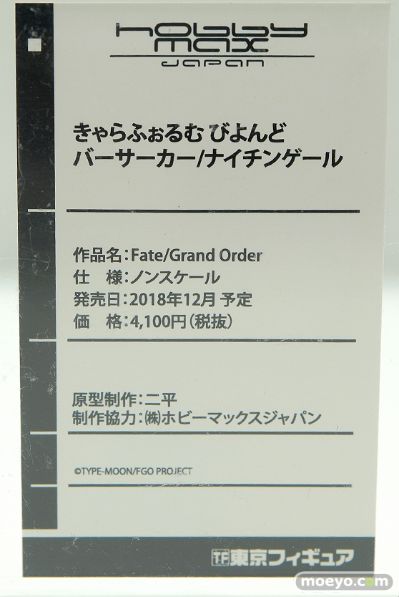 hobby
max
JAPAN
きゃらふぉるむ びよんど
バーサーカー/ナイチンゲール
作品名:Fate/Grand Order
仕　様:ノンスケール
発売日:2018年12月 予定
価　格:4,100円(税抜)
原型制作:二平
制作協力:㈱ホビーマックスジャパン
©TYPE-MOON/FGO PROJECT
TF 東京フィギュア
moeyo.com